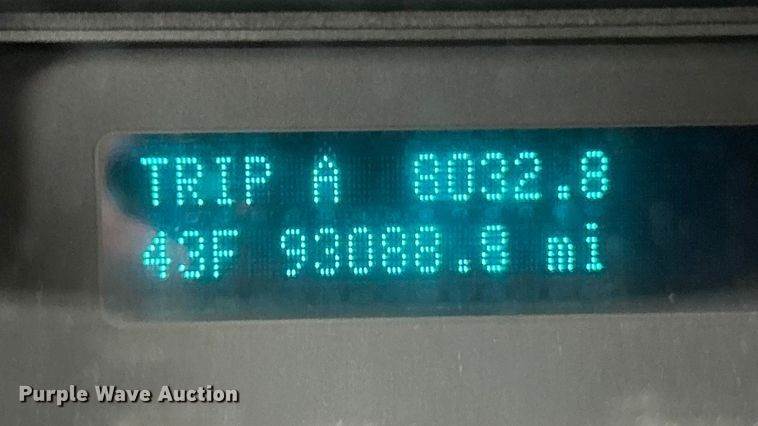 TRIP A 8032.8
43F 93088.8 mi
Purple Wave Auction